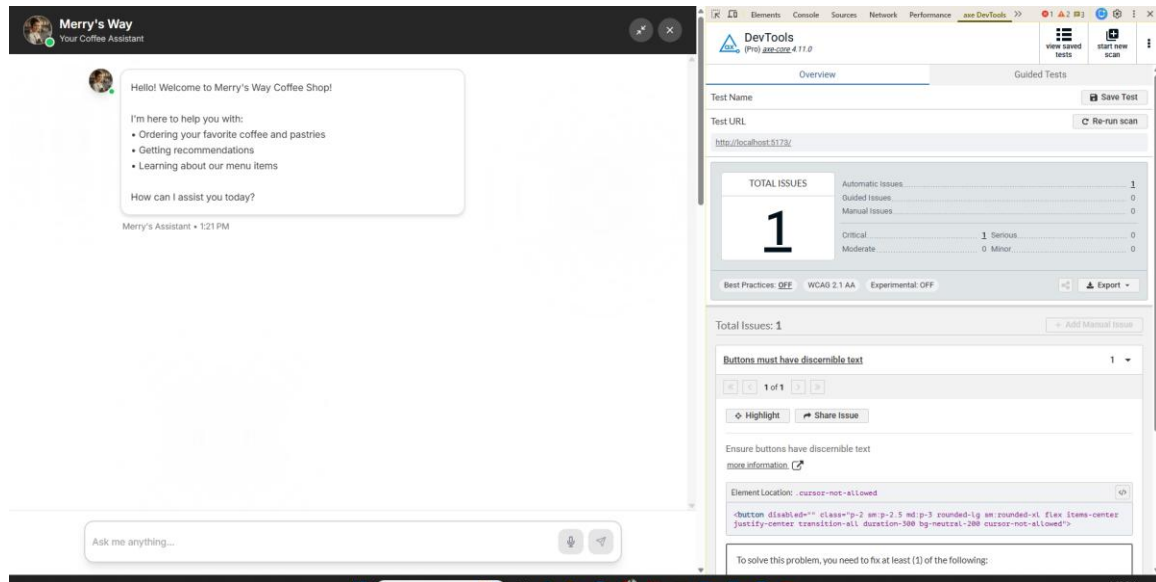 Merry's Way
Your Coffee Assistant
Hello! Welcome to Merry's Way Coffee Shop!
I'm here to help you with:
• Ordering your favorite coffee and pastries
• Getting recommendations
• Learning about our menu items
How can I assist you today?
Merry's Assistant • 1:21 PM
Ask me anything...
Elements Console Sources Network Performance axe DevTools 1 2 3
DevTools
(Pro) axe-core 4.11.0
view saved tests
start new scan
Overview Guided Tests
Test Name Save Test
Test URL Re-run scan
http://localhost:5173/
TOTAL ISSUES
1
Automatic Issues 1
Guided Issues 0
Manual Issues 0
Critical 1 Serious 0
Moderate 0 Minor 0
Best Practices: OFF WCAG 2.1 AA Experimental: OFF Export
Total Issues: 1 + Add Manual Issue
Buttons must have discernible text 1
1 of 1
Highlight Share Issue
Ensure buttons have discernible text
more information
Element Location: .cursor-not-allowed
<button disabled="" class="p-2 sm:p-2.5 md:p-3 rounded-lg sm:rounded-xl flex items-center
justify-center transition-all duration-300 bg-neutral-200 cursor-not-allowed">
To solve this problem, you need to fix at least (1) of the following: